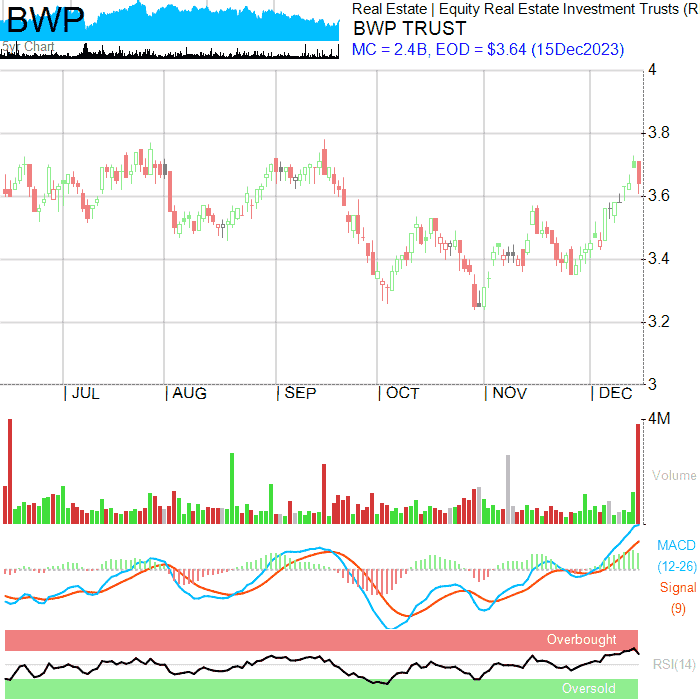 BWP
5yr Chart
Real Estate | Equity Real Estate Investment Trusts (R
BWP TRUST
MC = 2.4B, EOD = $3.64 (15Dec2023)
4
3.8
3.6
3.4
3.2
3
| JUL | AUG | SEP | OCT | NOV | DEC
4M
Volume
MACD
(12-26)
Signal
(9)
Overbought
RSI(14)
Oversold